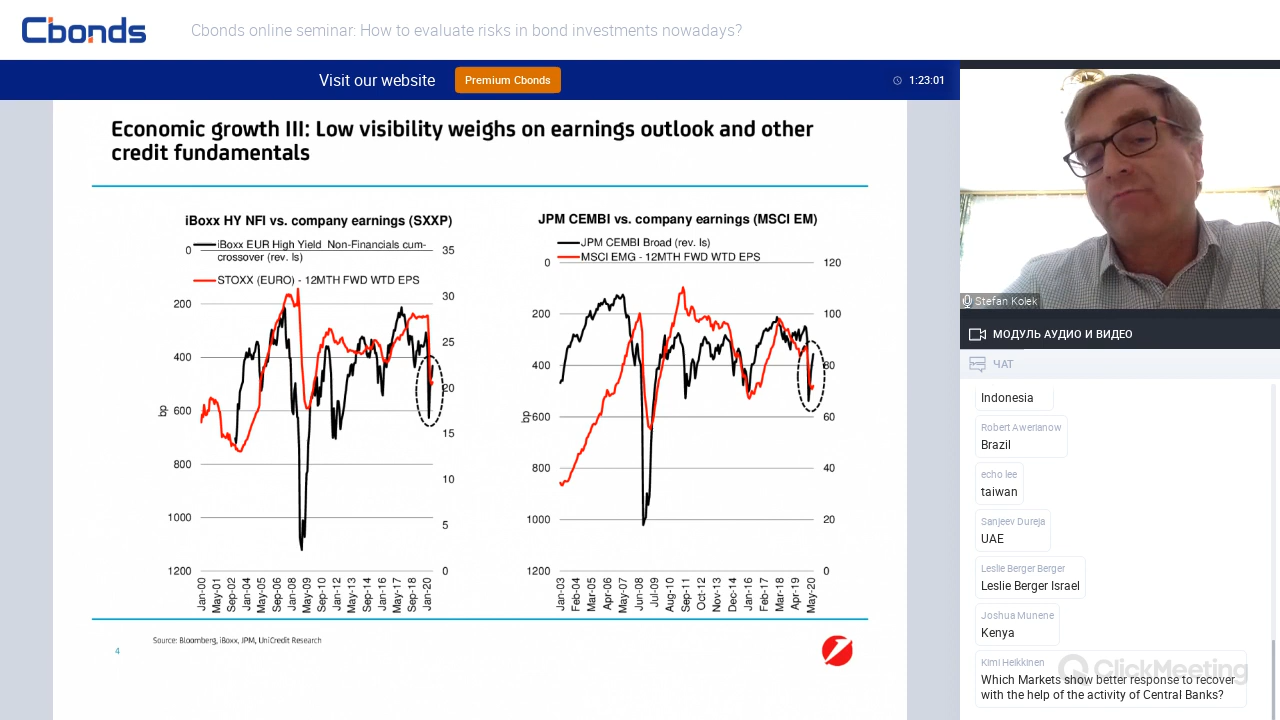 Cbonds
Cbonds online seminar: How to evaluate risks in bond investments nowadays?
Visit our website
Premium Cbonds
1:23:01
Economic growth III: Low visibility weighs on earnings outlook and other
credit fundamentals
iBoxx HY NFI vs. company earnings (SXXP)
iBoxx EUR High Yield Non-Financials cum-
crossover (rev. ls)
STOXX (EURO) - 12MTH FWD WTD EPS
0
200
400
600
800
1000
1200
bp
35
30
25
20
15
10
5
0
Jan-00
May-01
Sep-02
Jan-04
May-05
Sep-06
Jan-08
May-09
Sep-10
Jan-12
May-13
Sep-14
Jan-16
May-17
Sep-18
Jan-20
JPM CEMBI vs. company earnings (MSCI EM)
JPM CEMBI Broad (rev. ls)
MSCI EMG - 12MTH FWD WTD EPS
0
200
400
600
800
1000
1200
bp
120
100
80
60
40
20
0
Jan-03
Feb-04
Mar-05
Apr-06
May-07
Jun-08
Jul-09
Aug-10
Sep-11
Oct-12
Nov-13
Dec-14
Jan-16
Feb-17
Mar-18
Apr-19
May-20
Source: Bloomberg, iBoxx, JPM, UniCredit Research
4
Stefan Kolek
МОДУЛЬ АУДИО И ВИДЕО
ЧАТ
Indonesia
Robert Awerianow
Brazil
echo lee
taiwan
Sanjeev Dureja
UAE
Leslie Berger Berger
Leslie Berger Israel
Joshua Munene
Kenya
Kimi Heikkinen
Which Markets show better response to recover
with the help of the activity of Central Banks?
ClickMeeting